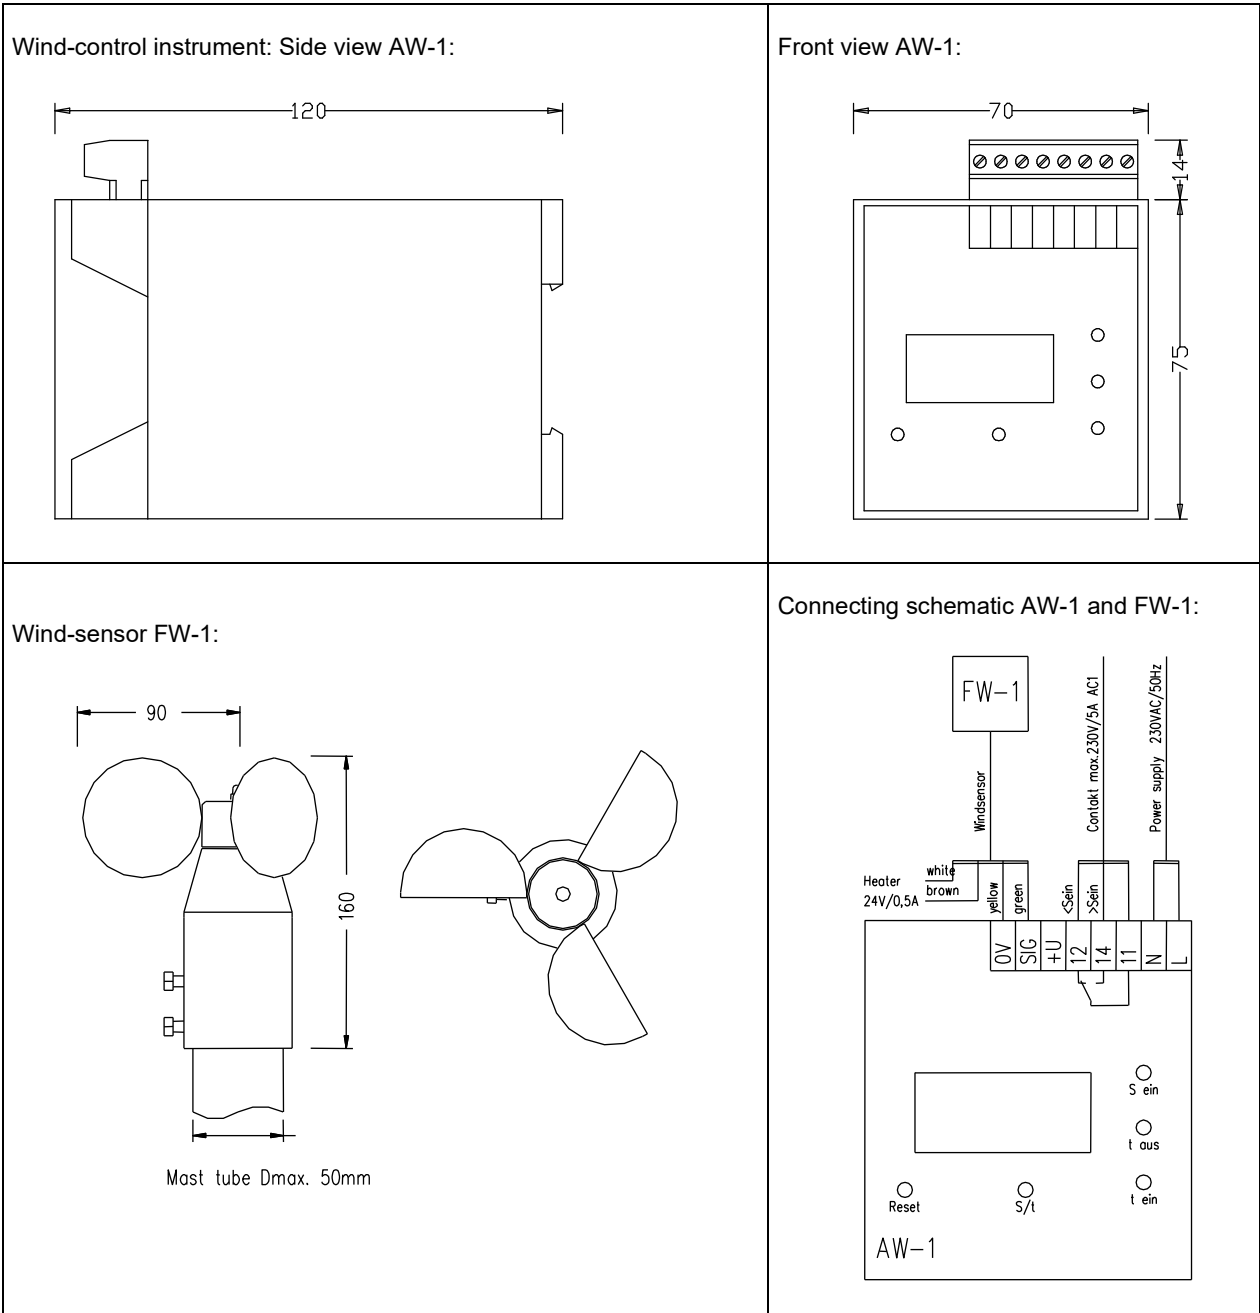 Wind-control instrument: Side view AW-1:
120
Front view AW-1:
70
14
75
Wind-sensor FW-1:
90
160
Mast tube Dmax. 50mm
Connecting schematic AW-1 and FW-1:
FW-1
Windsensor
Contakt max.230V/5A AC1
Power supply 230VAC/50Hz
Heater
24V/0,5A
white
brown
yellow
green
<Sein
>Sein
0V
SIG
+U
12
14
11
N
L
S ein
t aus
t ein
Reset
S/t
AW-1